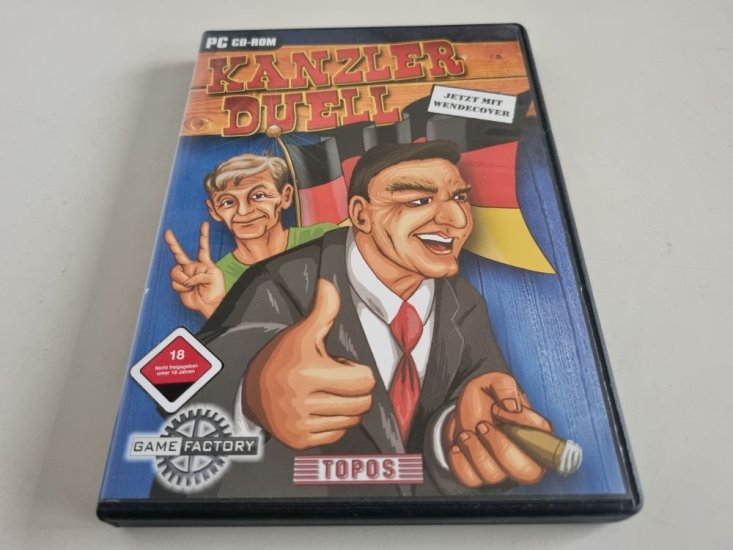 PC CD-ROM
KANZLER
DUELL
JETZT MIT
WENDECOVER
18
Nicht freigegeben
unter 18 Jahren
GAME FACTORY
TOPOS